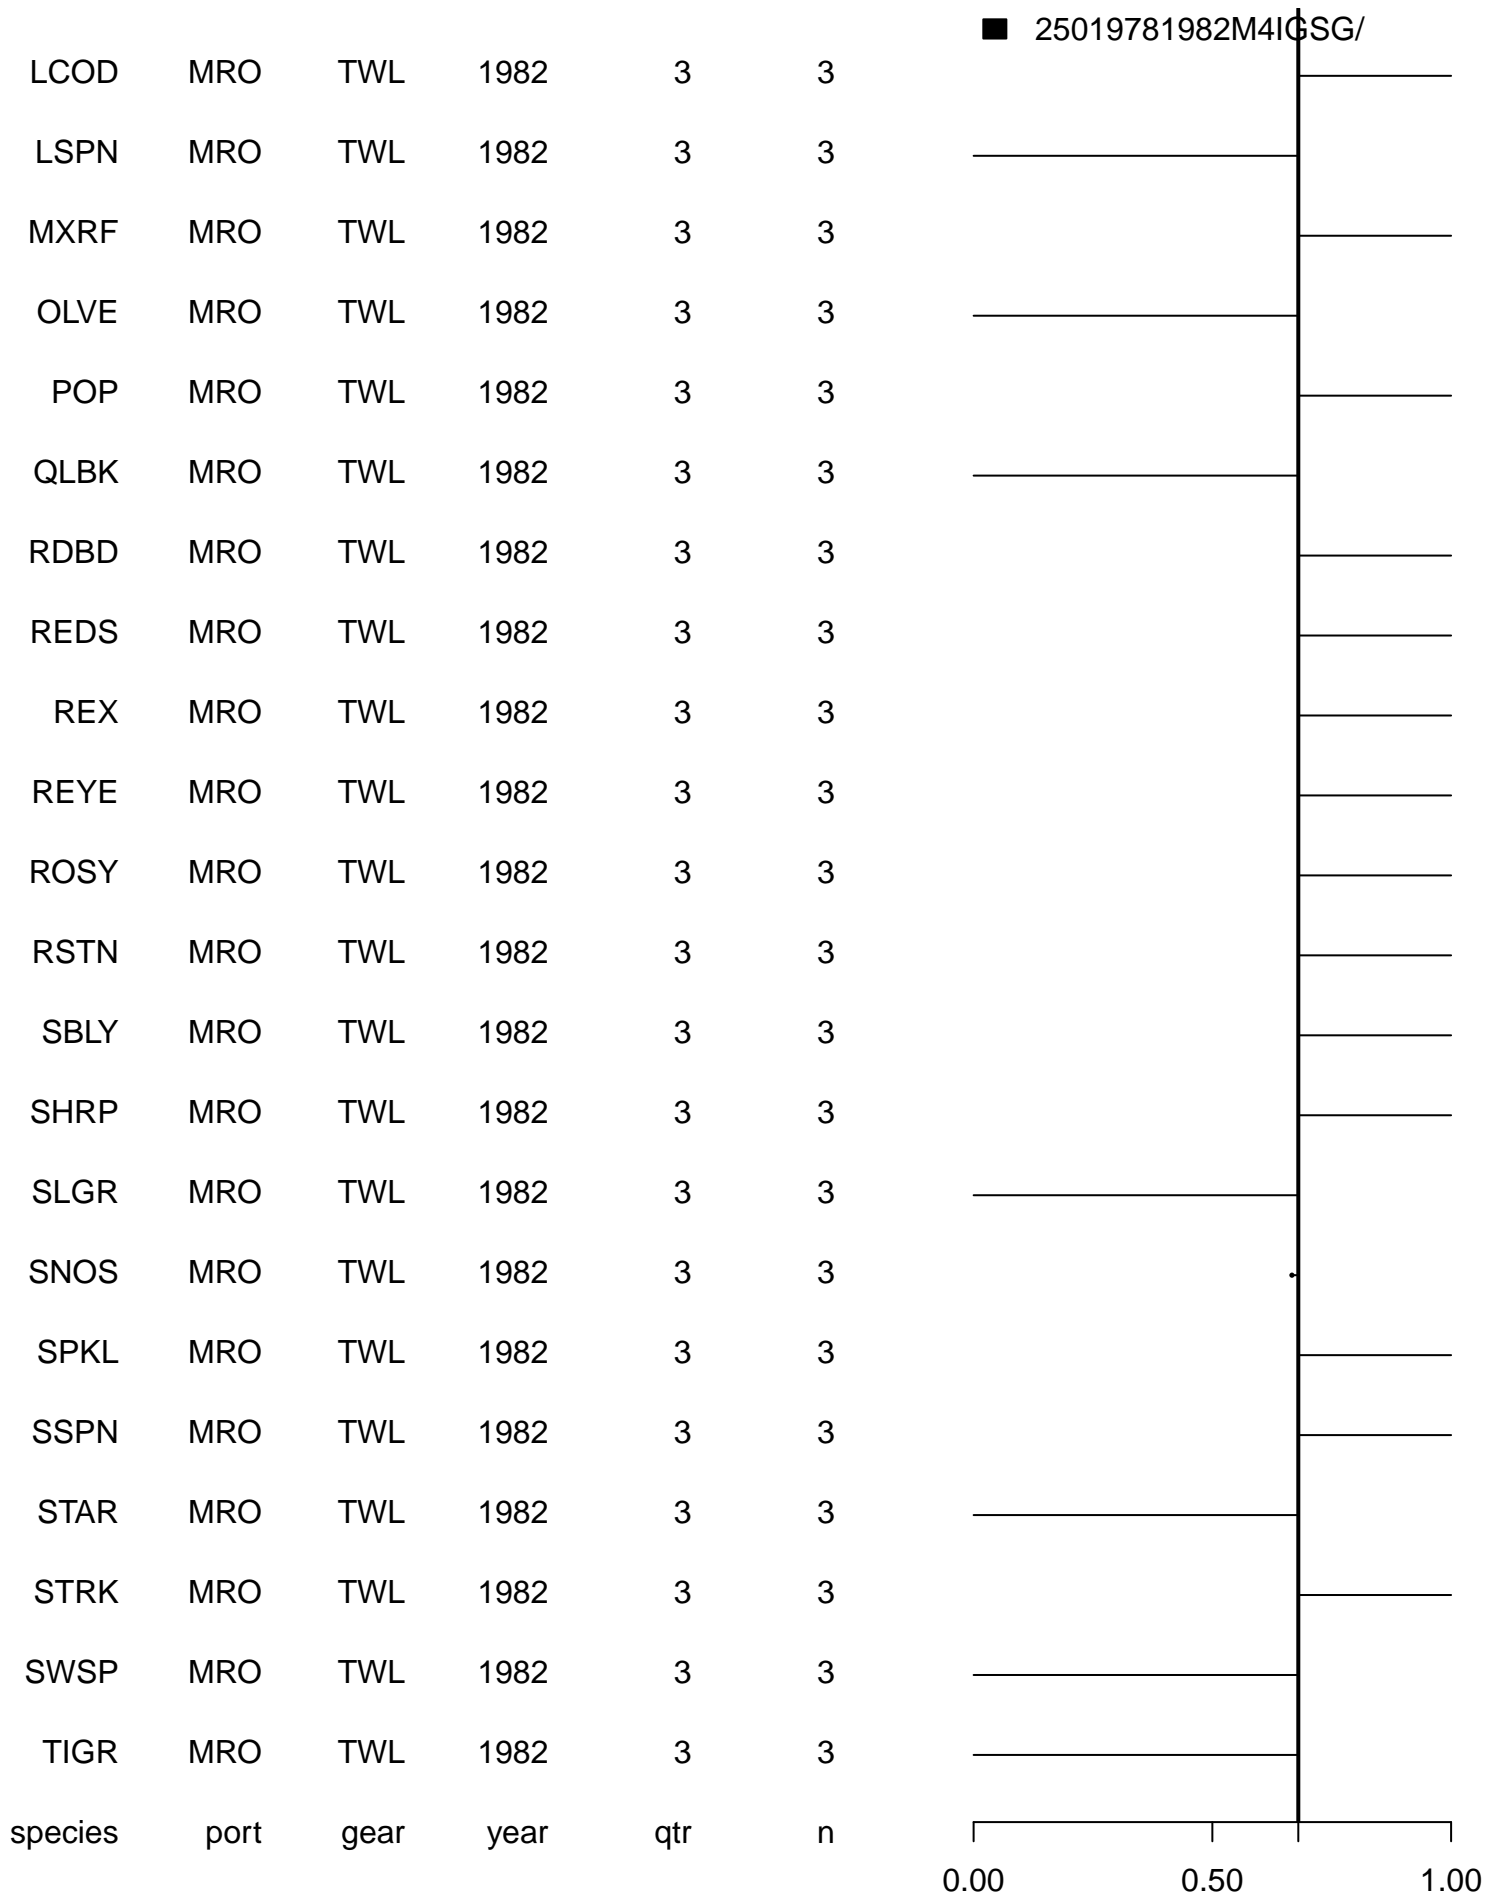 25019781982M4IGSG/
LCOD MRO TWL 1982 3 3
LSPN MRO TWL 1982 3 3
MXRF MRO TWL 1982 3 3
OLVE MRO TWL 1982 3 3
POP MRO TWL 1982 3 3
QLBK MRO TWL 1982 3 3
RDBD MRO TWL 1982 3 3
REDS MRO TWL 1982 3 3
REX MRO TWL 1982 3 3
REYE MRO TWL 1982 3 3
ROSY MRO TWL 1982 3 3
RSTN MRO TWL 1982 3 3
SBLY MRO TWL 1982 3 3
SHRP MRO TWL 1982 3 3
SLGR MRO TWL 1982 3 3
SNOS MRO TWL 1982 3 3
SPKL MRO TWL 1982 3 3
SSPN MRO TWL 1982 3 3
STAR MRO TWL 1982 3 3
STRK MRO TWL 1982 3 3
SWSP MRO TWL 1982 3 3
TIGR MRO TWL 1982 3 3
species port gear year qtr n
0.00 0.50 1.00